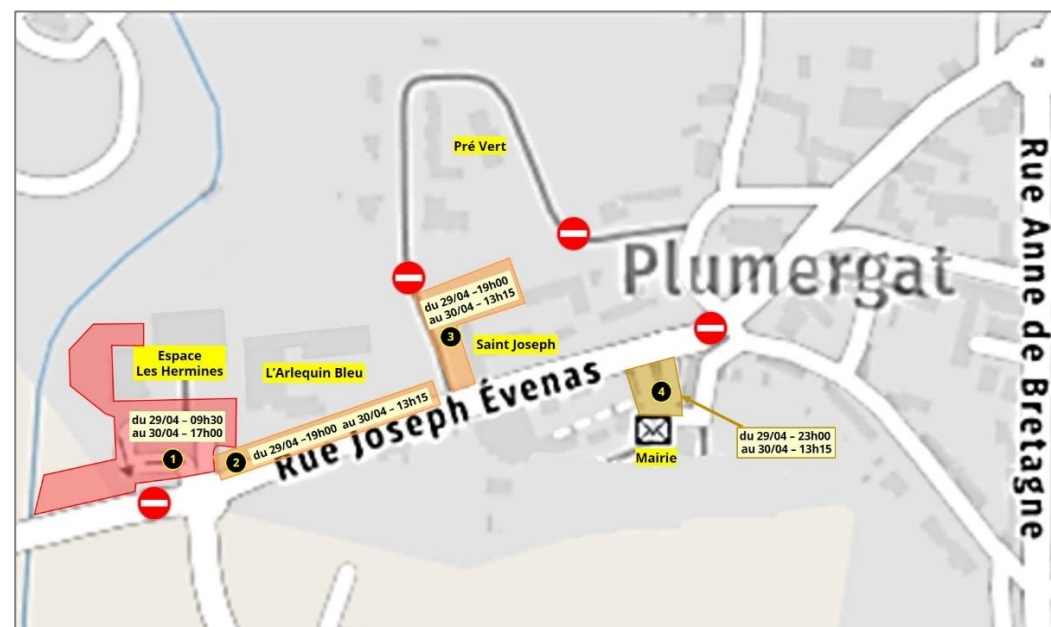 Pré Vert
Plumergat
Rue Anne de Bretagne
du 29/04 –19h00
au 30/04 – 13h15
3
Saint Joseph
Espace
Les Hermines
L'Arlequin Bleu
Rue Joseph Évenas
4
du 29/04 – 09h30
au 30/04 – 17h00
1
2
du 29/04 –19h00 au 30/04 – 13h15
du 29/04 – 23h00
au 30/04 – 13h15
Mairie